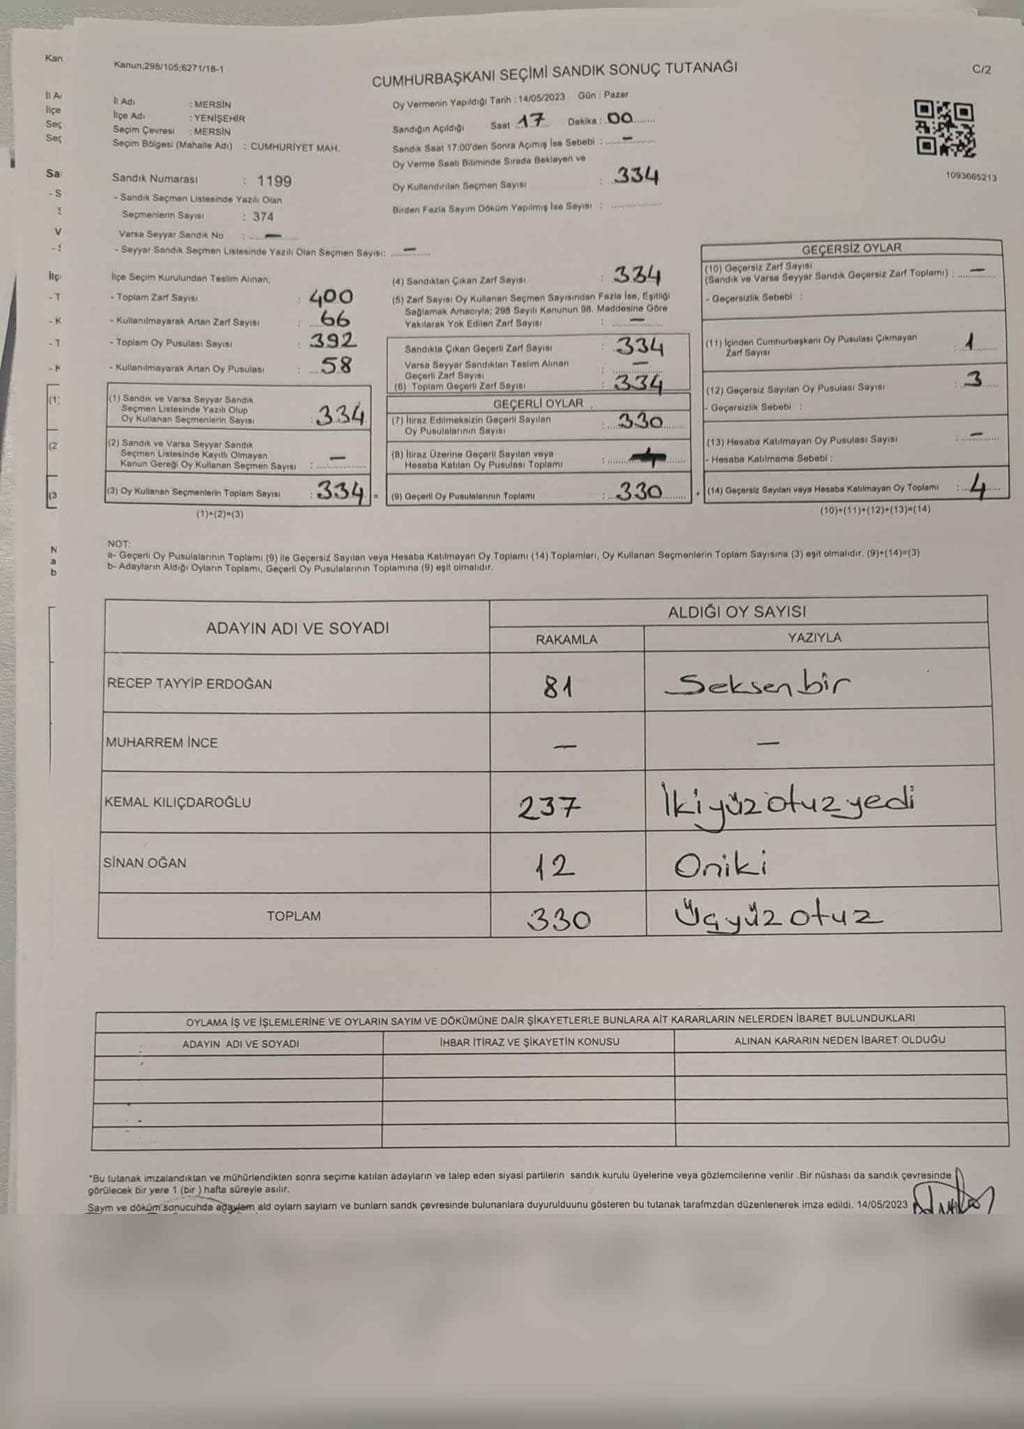 Kanun;298/105;6271/18-1
CUMHURBAŞKANI SEÇİMİ SANDIK SONUÇ TUTANAĞI
C/2
İl Adı : MERSİN
İlçe Adı : YENİŞEHİR
Seçim Çevresi : MERSİN
Seçim Bölgesi (Mahalle Adı) : CUMHURİYET MAH.
Oy Vermenin Yapıldığı Tarih : 14/05/2023 Gün : Pazar
Sandığın Açıldığı Saat : 17 Dakika : 00
Sandık Saat 17:00'den Sonra Açılmış İse Sebebi : —
Oy Verme Saati Bitiminde Sırada Bekleyen ve
Oy Kullandırılan Seçmen Sayısı : 334
Birden Fazla Sayım Döküm Yapılmış İse Sayısı :
1093665213
Sandık Numarası : 1199
- Sandık Seçmen Listesinde Yazılı Olan
Seçmenlerin Sayısı : 374
Varsa Seyyar Sandık No : —
- Seyyar Sandık Seçmen Listesinde Yazılı Olan Seçmen Sayısı: —
İlçe Seçim Kurulundan Teslim Alınan;
- Toplam Zarf Sayısı : 400
- Kullanılmayarak Artan Zarf Sayısı : 66
- Toplam Oy Pusulası Sayısı : 392
- Kullanılmayarak Artan Oy Pusulası : 58
(1) Sandık ve Varsa Seyyar Sandık
Seçmen Listesinde Yazılı Olup
Oy Kullanan Seçmenlerin Sayısı : 334
(2) Sandık ve Varsa Seyyar Sandık
Seçmen Listesinde Kayıtlı Olmayan
Kanun Gereği Oy Kullanan Seçmen Sayısı : —
(3) Oy Kullanan Seçmenlerin Toplam Sayısı : 334 =
(1)+(2)=(3)
(4) Sandıktan Çıkan Zarf Sayısı : 334
(5) Zarf Sayısı Oy Kullanan Seçmen Sayısından Fazla İse, Eşitliği
Sağlamak Amacıyla; 298 Sayılı Kanunun 98. Maddesine Göre
Yakılarak Yok Edilen Zarf Sayısı : —
Sandıkta Çıkan Geçerli Zarf Sayısı : 334
Varsa Seyyar Sandıktan Teslim Alınan
Geçerli Zarf Sayısı : —
(6) Toplam Geçerli Zarf Sayısı : 334
GEÇERLİ OYLAR
(7) İtiraz Edilmeksizin Geçerli Sayılan
Oy Pusulalarının Sayısı : 330
(8) İtiraz Üzerine Geçerli Sayılan veya
Hesaba Katılan Oy Pusulası Toplamı :
(9) Geçerli Oy Pusulalarının Toplamı : 330 +
GEÇERSİZ OYLAR
(10) Geçersiz Zarf Sayısı
(Sandık ve Varsa Seyyar Sandık Geçersiz Zarf Toplamı) : —
- Geçersizlik Sebebi :
(11) İçinden Cumhurbaşkanı Oy Pusulası Çıkmayan
Zarf Sayısı : 1
(12) Geçersiz Sayılan Oy Pusulası Sayısı : 3
- Geçersizlik Sebebi :
(13) Hesaba Katılmayan Oy Pusulası Sayısı : —
- Hesaba Katılmama Sebebi :
(14) Geçersiz Sayılan veya Hesaba Katılmayan Oy Toplamı : 4
(10)+(11)+(12)+(13)=(14)
NOT:
a- Geçerli Oy Pusulalarının Toplamı (9) ile Geçersiz Sayılan veya Hesaba Katılmayan Oy Toplamı (14) Toplamları, Oy Kullanan Seçmenlerin Toplam Sayısına (3) eşit olmalıdır. (9)+(14)=(3)
b- Adayların Aldığı Oyların Toplamı, Geçerli Oy Pusulalarının Toplamına (9) eşit olmalıdır.
ADAYIN ADI VE SOYADI
ALDIĞI OY SAYISI
RAKAMLA YAZIYLA
RECEP TAYYİP ERDOĞAN 81 Seksenbir
MUHARREM İNCE — —
KEMAL KILIÇDAROĞLU 237 İkiyüzotuzyedi
SİNAN OĞAN 12 Oniki
TOPLAM 330 Üçyüzotuz
OYLAMA İŞ VE İŞLEMLERİNE VE OYLARIN SAYIM VE DÖKÜMÜNE DAİR ŞİKAYETLERLE BUNLARA AİT KARARLARIN NELERDEN İBARET BULUNDUKLARI
ADAYIN ADI VE SOYADI İHBAR İTİRAZ VE ŞİKAYETİN KONUSU ALINAN KARARIN NEDEN İBARET OLDUĞU
*Bu tutanak imzalandıktan ve mühürlendikten sonra seçime katılan adayların ve talep eden siyasi partilerin sandık kurulu üyelerine veya gözlemcilerine verilir .Bir nüshası da sandık çevresinde
görülecek bir yere 1 (bir ) hafta süreyle asılır.
Sayım ve döküm sonucunda adayların ald oyların sayların ve bunların sandk çevresinde bulunanlara duyurulduunu gösteren bu tutanak tarafmzdan düzenlenerek imza edildi. 14/05/2023